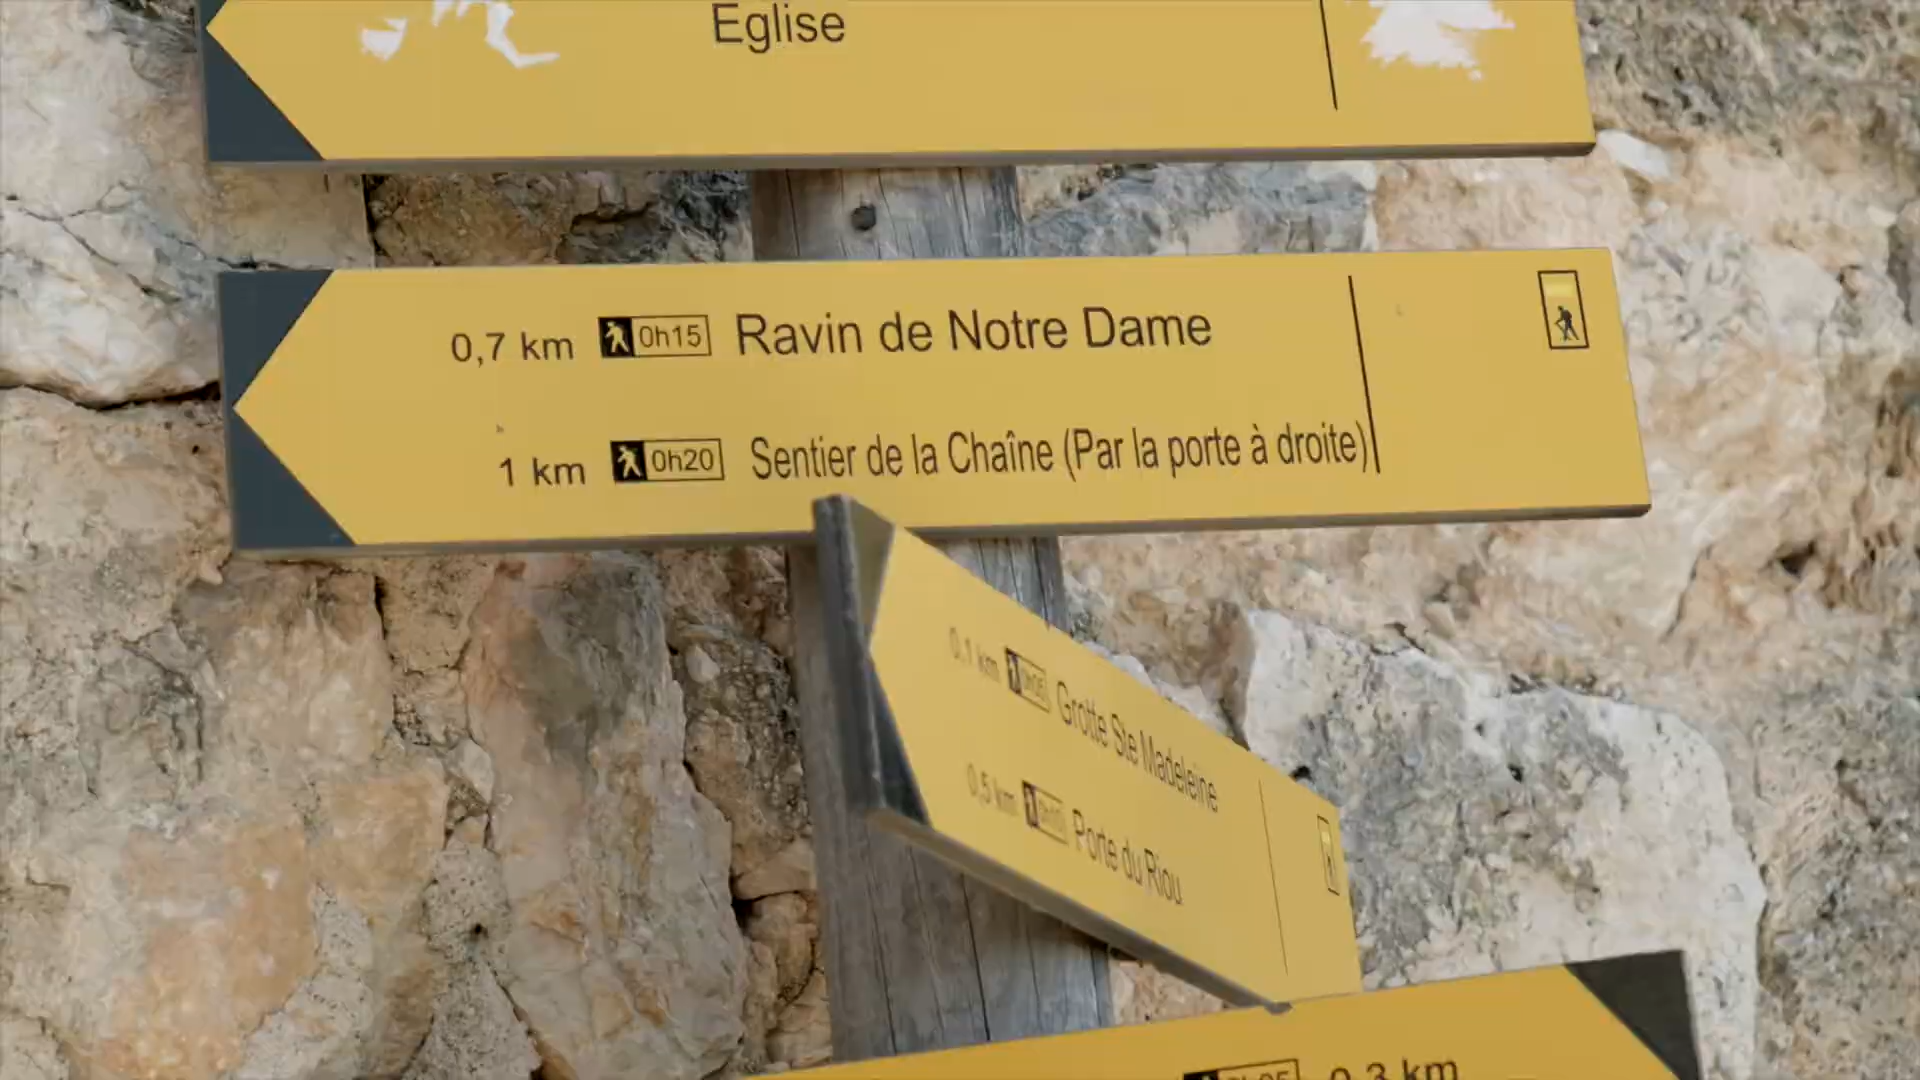 Eglise
0,7 km 0h15 Ravin de Notre Dame
1 km 0h20 Sentier de la Chaîne (Par la porte à droite)
0,1 km 0h05 Grotte Ste Madeleine
0,5 km Porte du Riou
0,3 km